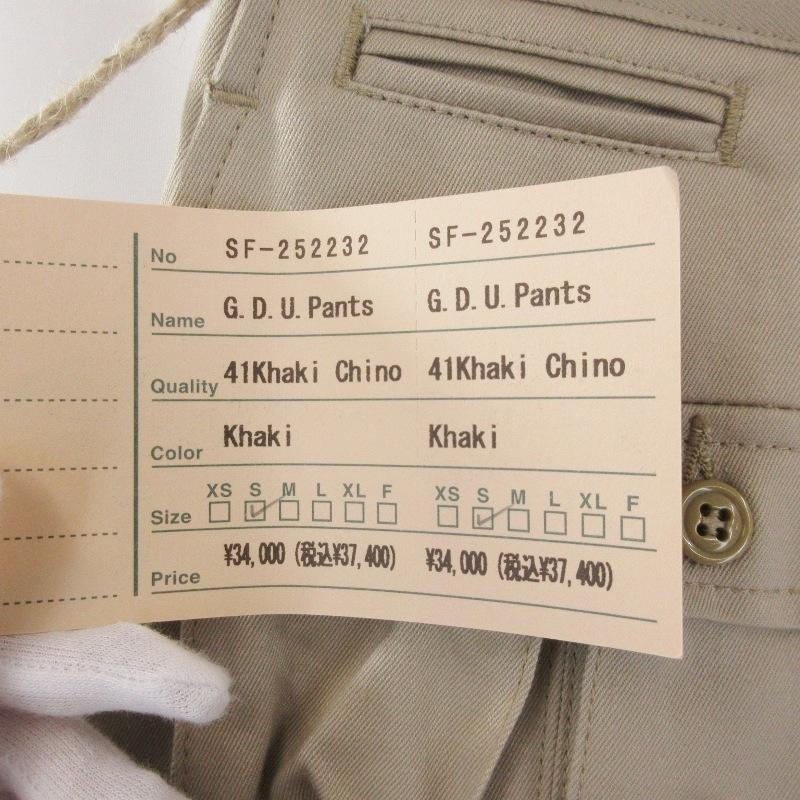 No SF-252232 SF-252232
Name G.D.U.Pants G.D.U.Pants
Quality 41Khaki Chino 41Khaki Chino
Color Khaki Khaki
XS S M L XL F XS S M L XL F
Size
Price ¥34,000 (税込¥37,400) ¥34,000 (税込¥37,400)